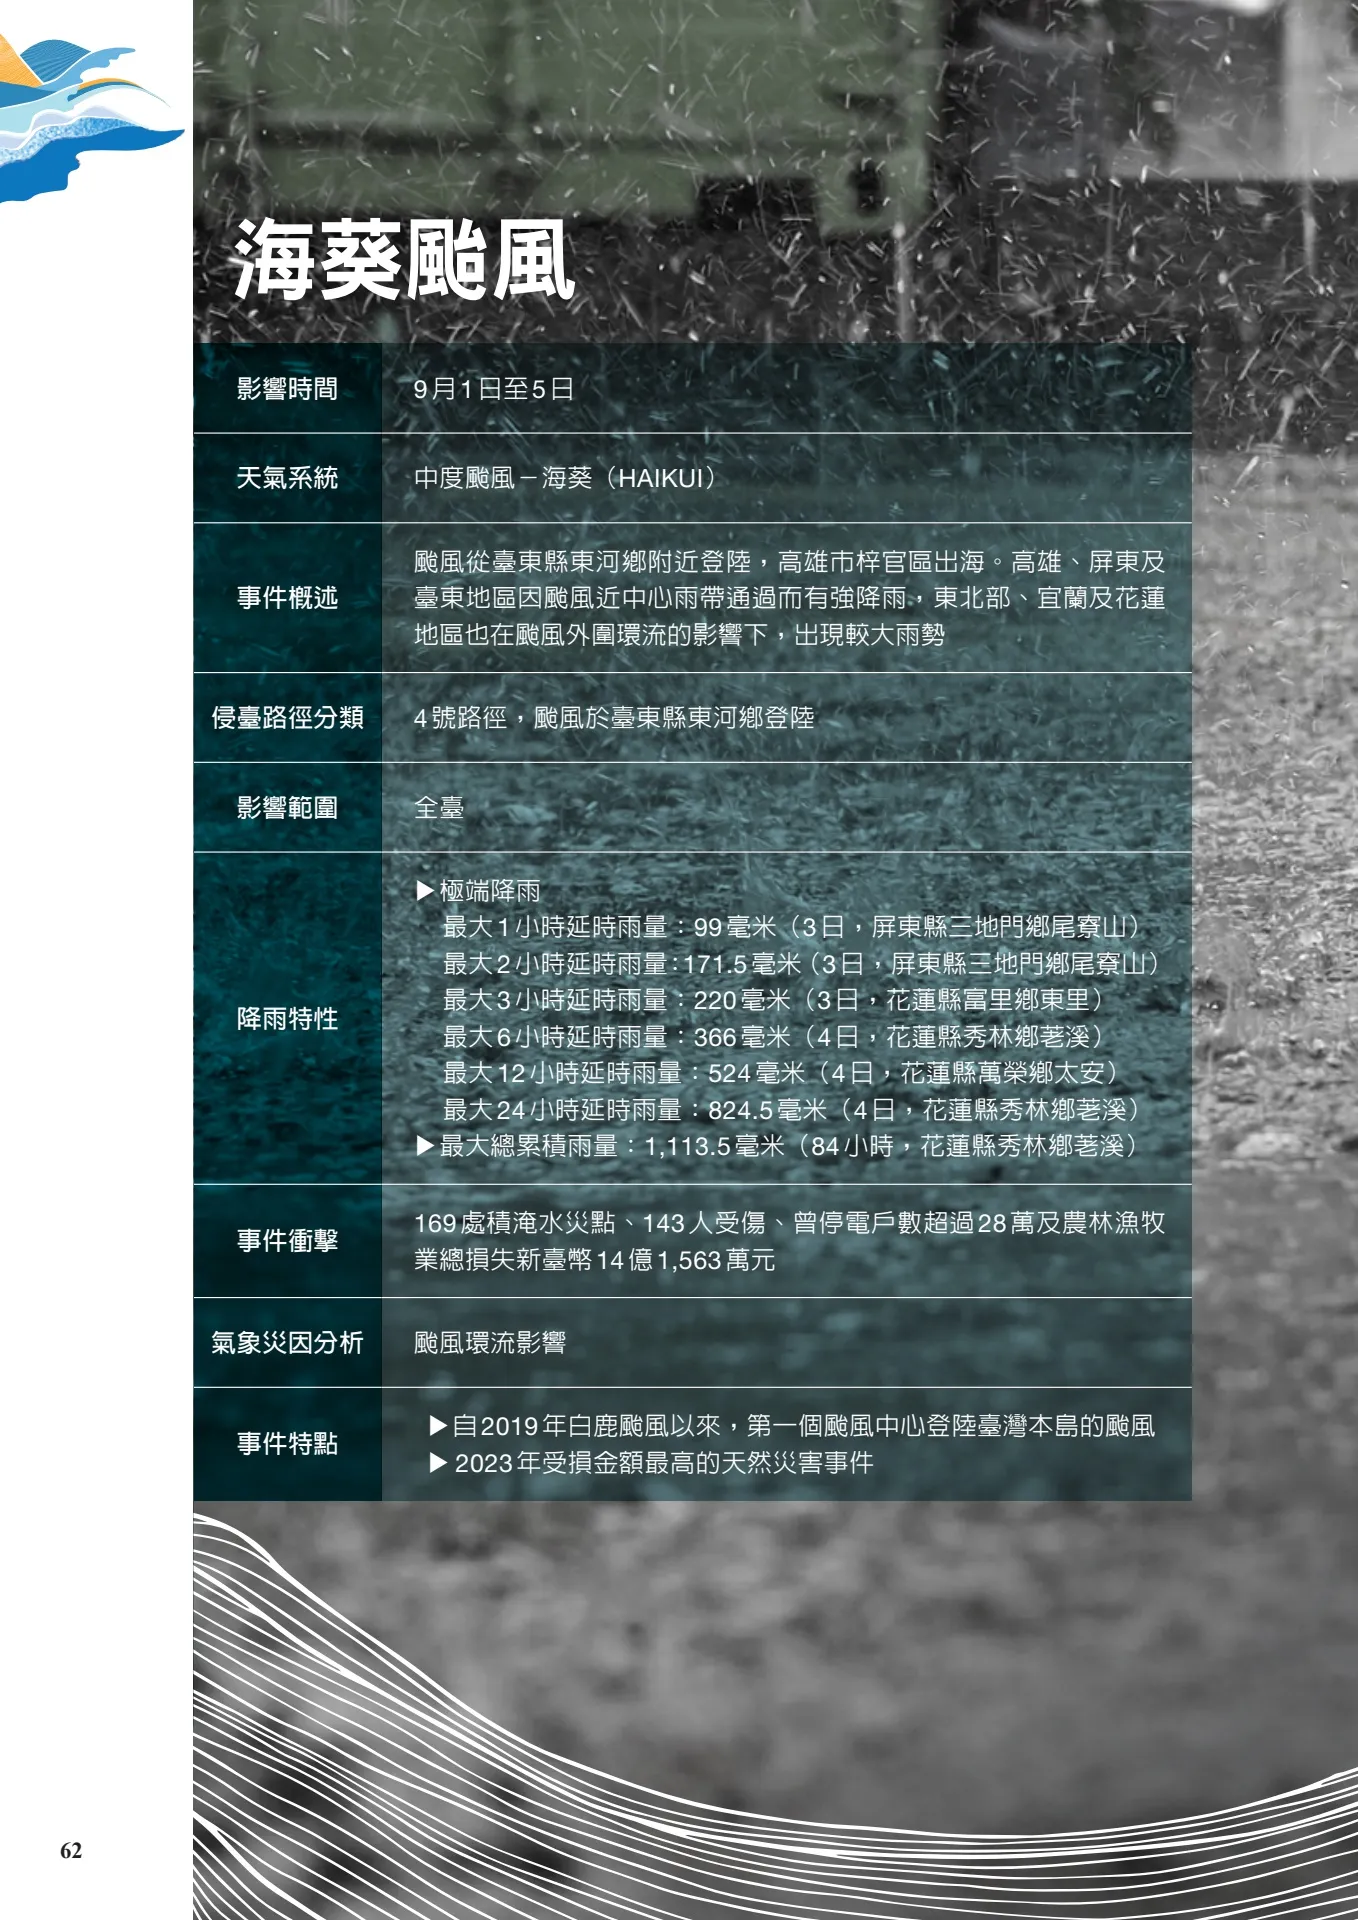 海葵颱風
影響時間
9月1日至5日
天氣系統
中度颱風－海葵（HAIKUI）
事件概述
颱風從臺東縣東河鄉附近登陸，高雄市梓官區出海。高雄、屏東及
臺東地區因颱風近中心雨帶通過而有強降雨，東北部、宜蘭及花蓮
地區也在颱風外圍環流的影響下，出現較大雨勢
侵臺路徑分類
4號路徑，颱風於臺東縣東河鄉登陸
影響範圍
全臺
降雨特性
▶極端降雨
最大1小時延時雨量：99毫米（3日，屏東縣三地門鄉尾寮山）
最大2小時延時雨量：171.5毫米（3日，屏東縣三地門鄉尾寮山）
最大3小時延時雨量：220毫米（3日，花蓮縣富里鄉東里）
最大6小時延時雨量：366毫米（4日，花蓮縣秀林鄉荖溪）
最大12小時延時雨量：524毫米（4日，花蓮縣萬榮鄉太安）
最大24小時延時雨量：824.5毫米（4日，花蓮縣秀林鄉荖溪）
▶最大總累積雨量：1,113.5毫米（84小時，花蓮縣秀林鄉荖溪）
事件衝擊
169處積淹水災點、143人受傷、曾停電戶數超過28萬及農林漁牧
業總損失新臺幣14億1,563萬元
氣象災因分析
颱風環流影響
事件特點
▶自2019年白鹿颱風以來，第一個颱風中心登陸臺灣本島的颱風
▶2023年受損金額最高的天然災害事件
62